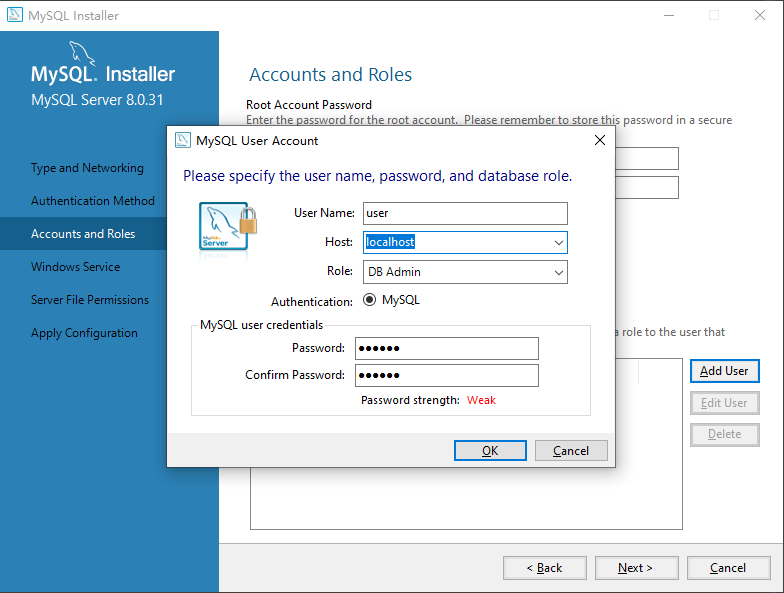 MySQL Installer
MySQL. Installer
MySQL Server 8.0.31
Type and Networking
Authentication Method
Accounts and Roles
Windows Service
Server File Permissions
Apply Configuration
Accounts and Roles
Root Account Password
Enter the password for the root account. Please remember to store this password in a secure
MySQL User Account
Please specify the user name, password, and database role.
MySQL
Server
User Name: user
Host: localhost
Role: DB Admin
Authentication: MySQL
MySQL user credentials
Password: ●●●●●●
Confirm Password: ●●●●●●
Password strength: Weak
OK Cancel
a role to the user that
Add User
Edit User
Delete
< Back Next > Cancel